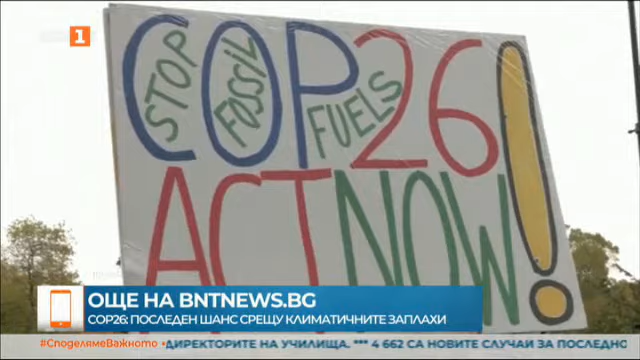 1
COP26!
STOP
FOSSIL
FUELS
ACT NOW
ОЩЕ НА BNTNEWS.BG
COP26: ПОСЛЕДЕН ШАНС СРЕЩУ КЛИМАТИЧНИТЕ ЗАПЛАХИ
#СподелямеВажното • ДИРЕКТОРИТЕ НА УЧИЛИЩА. *** 4 662 СА НОВИТЕ СЛУЧАИ ЗА ПОСЛЕДНО